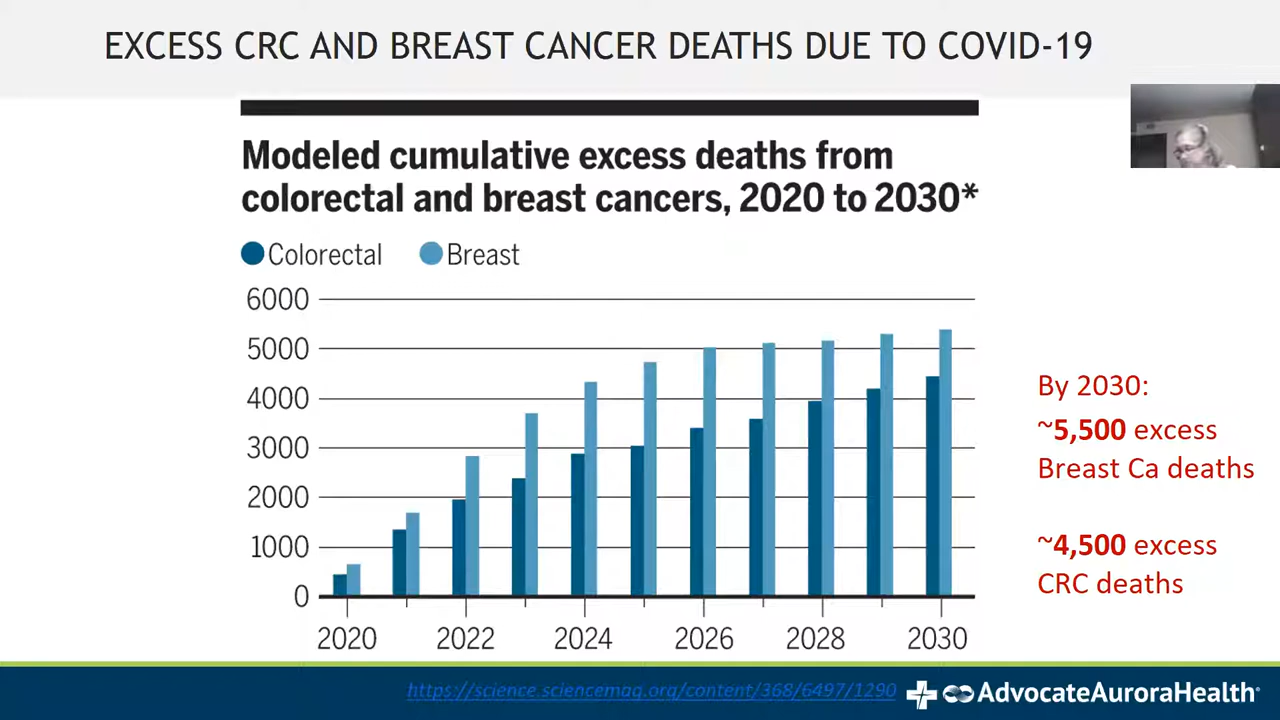 EXCESS CRC AND BREAST CANCER DEATHS DUE TO COVID-19
Modeled cumulative excess deaths from
colorectal and breast cancers, 2020 to 2030*
Colorectal Breast
6000
5000
4000
3000
2000
1000
0
2020 2022 2024 2026 2028 2030
By 2030:
~5,500 excess
Breast Ca deaths
~4,500 excess
CRC deaths
https://science.sciencemag.org/content/368/6497/1290
AdvocateAuroraHealth